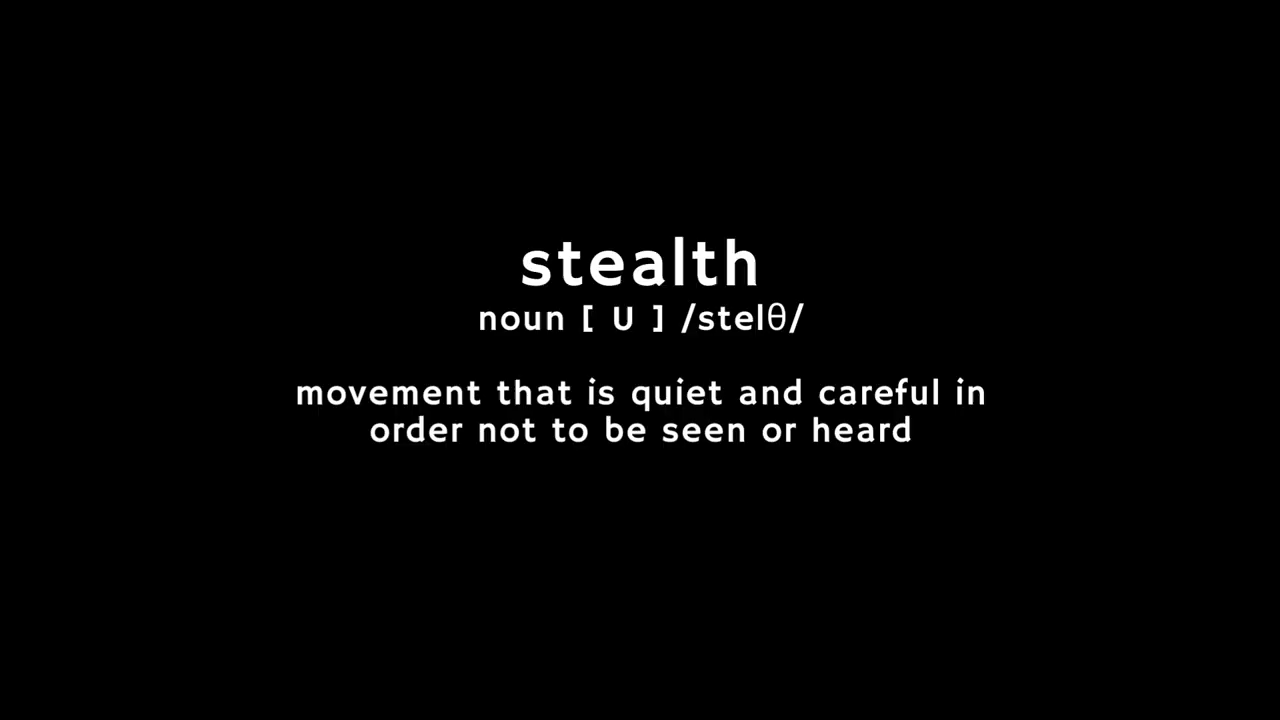 stealth
noun [ U ] /stelθ/
movement that is quiet and careful in
order not to be seen or heard